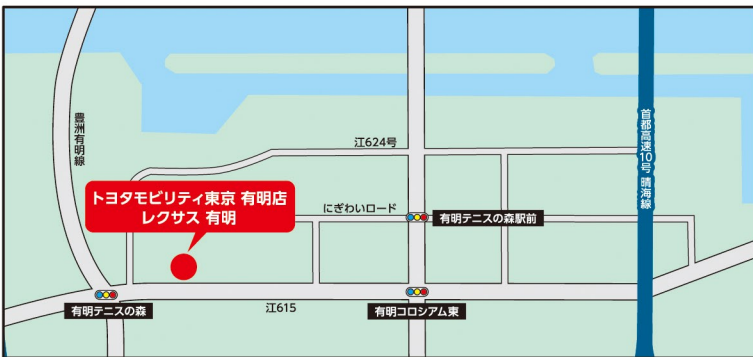 豊洲有明線
江624号
首都高速10号 晴海線
トヨタモビリティ東京 有明店
レクサス 有明
にぎわいロード
有明テニスの森駅前
有明テニスの森
江615
有明コロシアム東